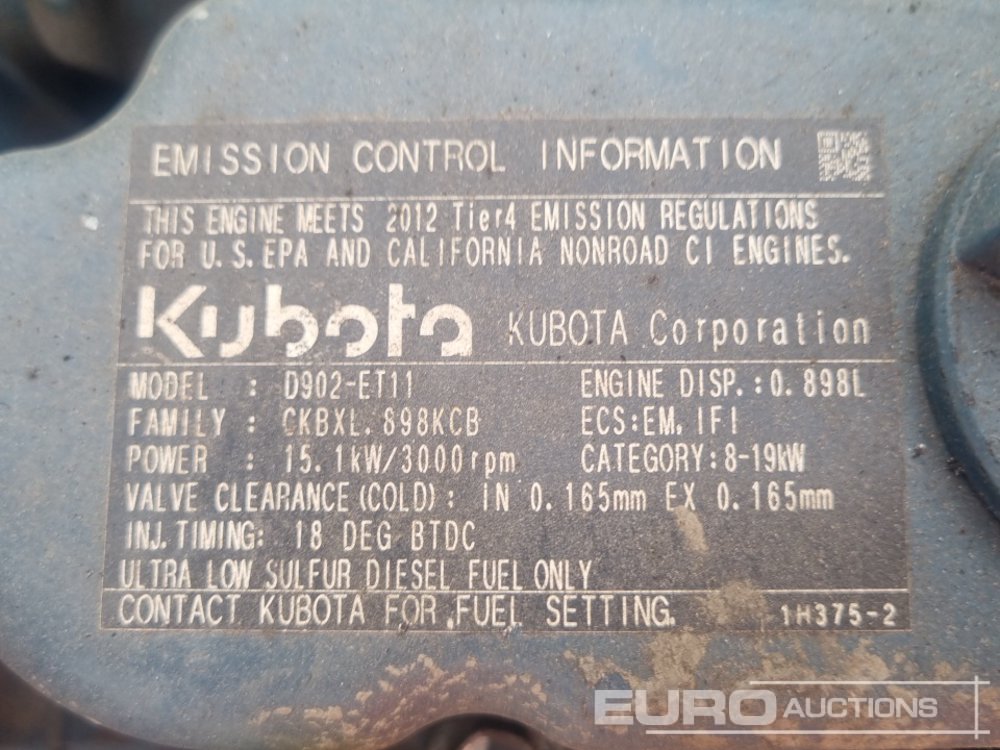 EMISSION CONTROL INFORMATION
THIS ENGINE MEETS 2012 Tier4 EMISSION REGULATIONS
FOR U.S.EPA AND CALIFORNIA NONROAD CI ENGINES.
Kubota KUBOTA Corporation
MODEL : D902-ET11 ENGINE DISP.:0.898L
FAMILY : CKBXL.898KCB ECS:EM,IFI
POWER : 15.1kW/3000rpm CATEGORY:8-19kW
VALVE CLEARANCE(COLD): IN 0.165mm EX 0.165mm
INJ.TIMING: 18 DEG BTDC
ULTRA LOW SULFUR DIESEL FUEL ONLY
CONTACT KUBOTA FOR FUEL SETTING. 1H375-2
EURO AUCTIONS